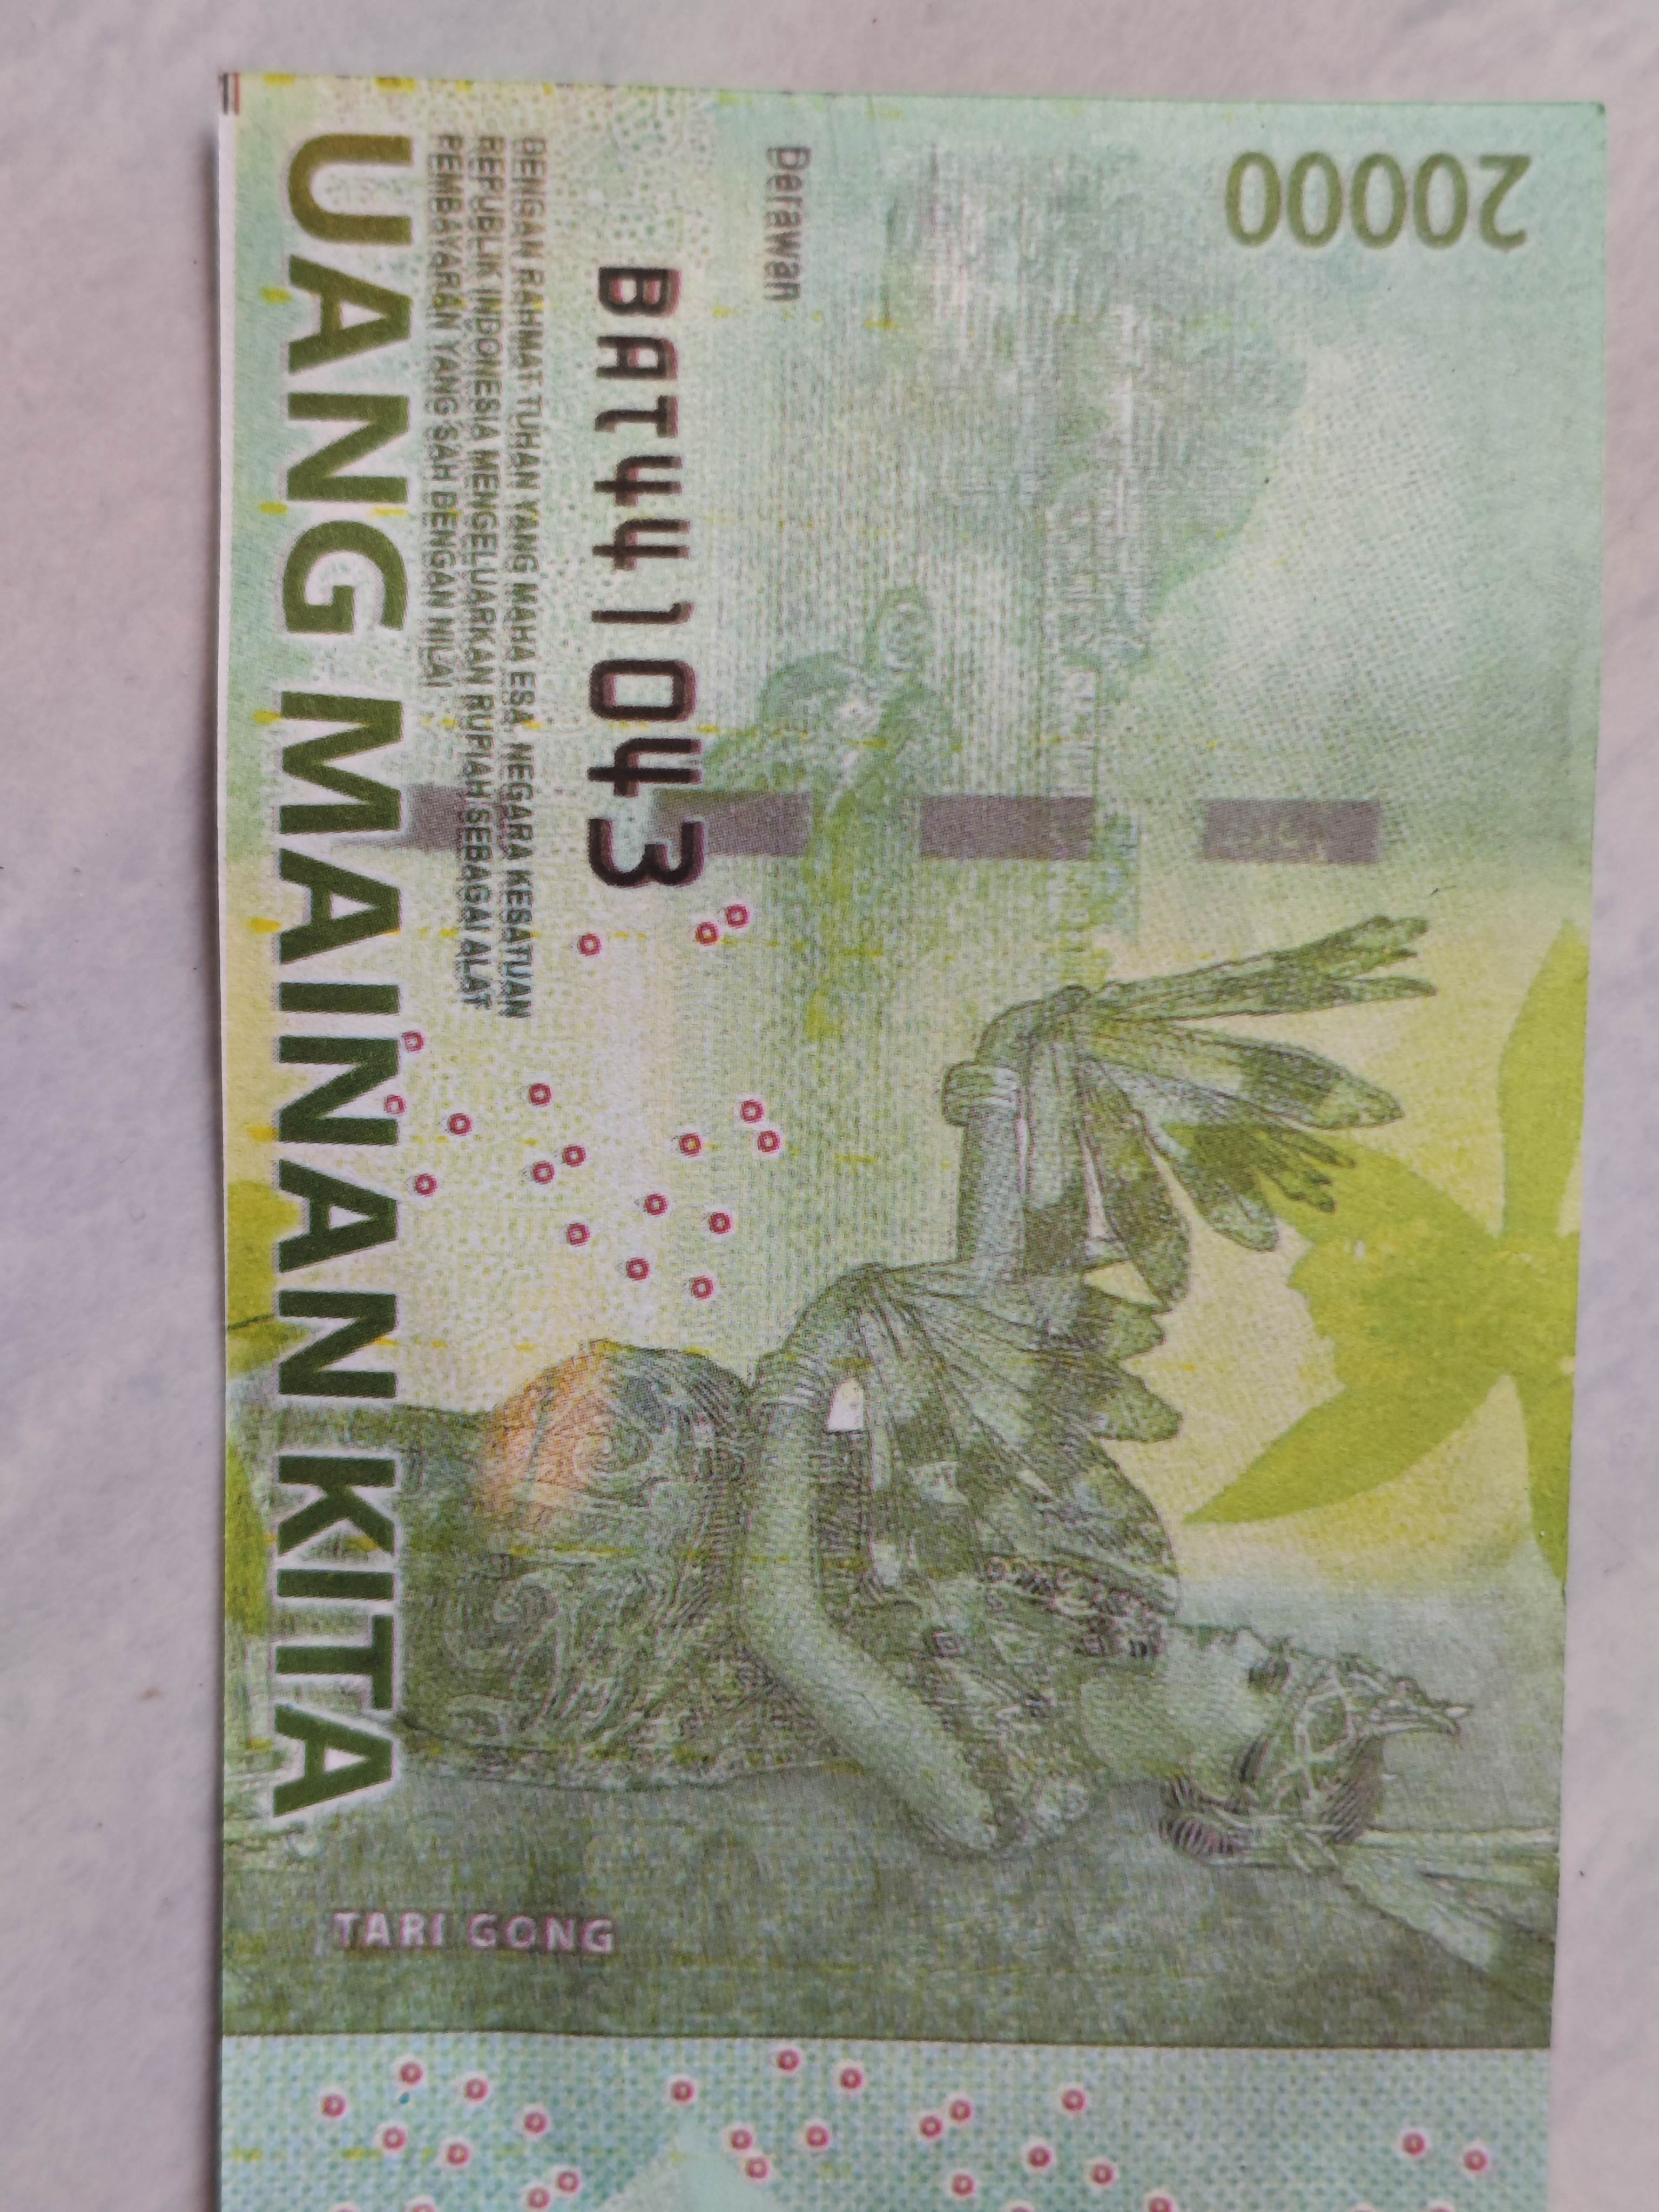 20000
Derawan
BAT441043
DENGAN RAHMAT TUHAN YANG MAHA ESA, NEGARA KESATUAN
REPUBLIK INDONESIA MENGELUARKAN RUPIAH SEBAGAI ALAT
PEMBAYARAN YANG SAH DENGAN NILAI
UANG MAINAN KITA
TARI GONG